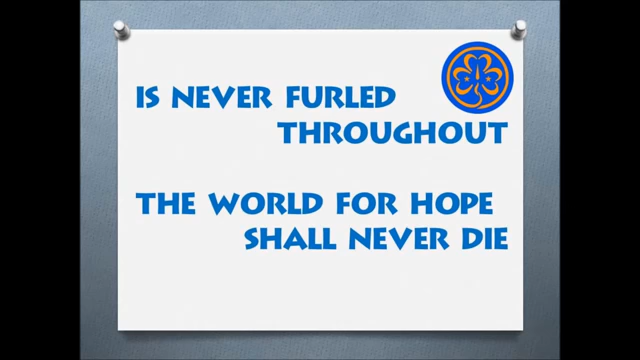 IS NEVER FURLED
THROUGHOUT
THE WORLD FOR HOPE
SHALL NEVER DIE